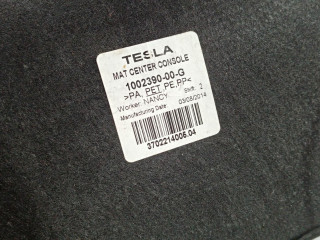 TESLA
MAT CENTER CONSOLE
1002390-00-G
>PA, PET,PE,PP<
Worker: NANCY Shift: 2
Manufacturing Date: 03/08/2014
3702214005.04